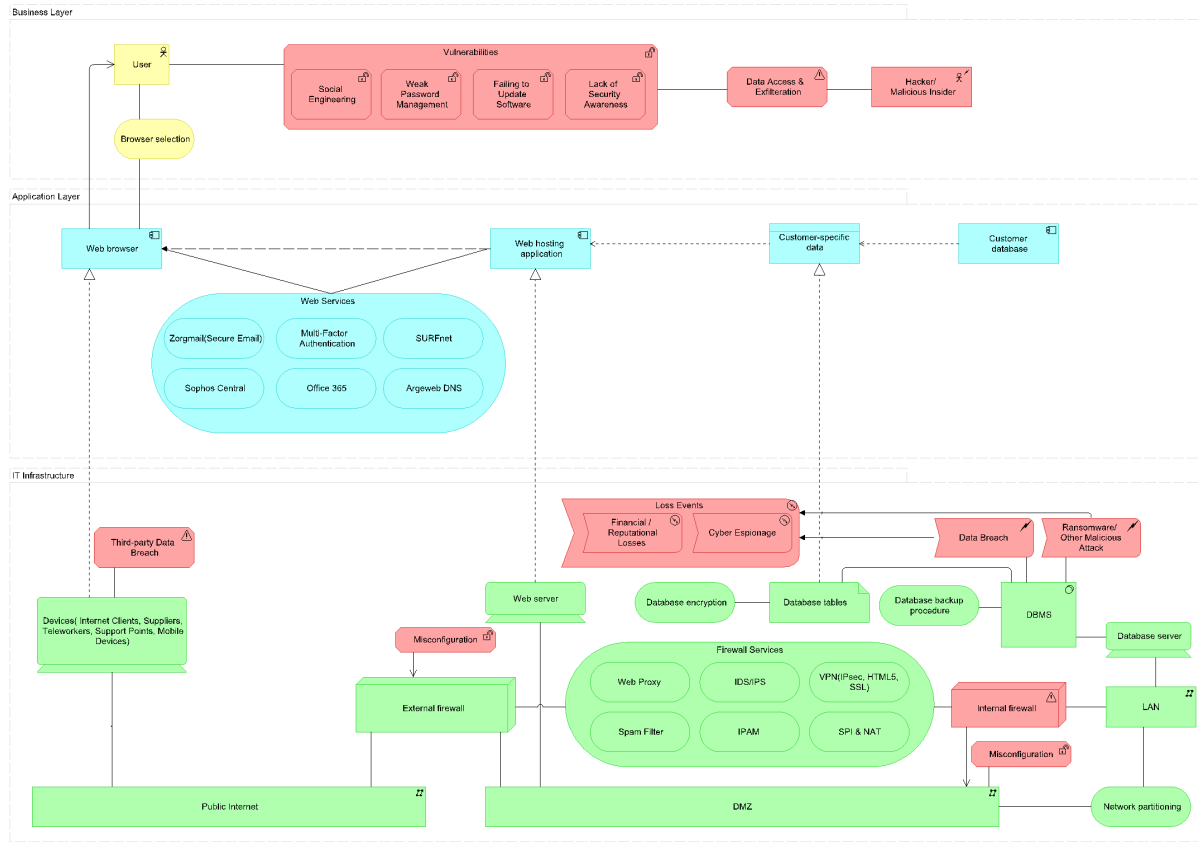 Business Layer
User
Browser selection
Vulnerabilities
Social
Engineering
Weak
Password
Management
Failing to
Update
Software
Lack of
Security
Awareness
Data Access &
Exfilteration
Hacker/
Malicious Insider
Application Layer
Web browser
Web hosting
application
Customer-specific
data
Customer
database
Web Services
Zorgmail(Secure Email)
Multi-Factor
Authentication
SURFnet
Sophos Central
Office 365
Argeweb DNS
IT Infrastructure
Third-party Data
Breach
Devices( Internet Clients, Suppliers,
Teleworkers, Support Points, Mobile
Devices)
Loss Events
Financial /
Reputational
Losses
Cyber Espionage
Data Breach
Ransomware/
Other Malicious
Attack
Web server
Database encryption
Database tables
Database backup
procedure
DBMS
Database server
Misconfiguration
External firewall
Firewall Services
Web Proxy
IDS/IPS
VPN(IPsec, HTML5,
SSL)
Spam Filter
IPAM
SPI & NAT
Internal firewall
LAN
Misconfiguration
Public Internet
DMZ
Network partitioning